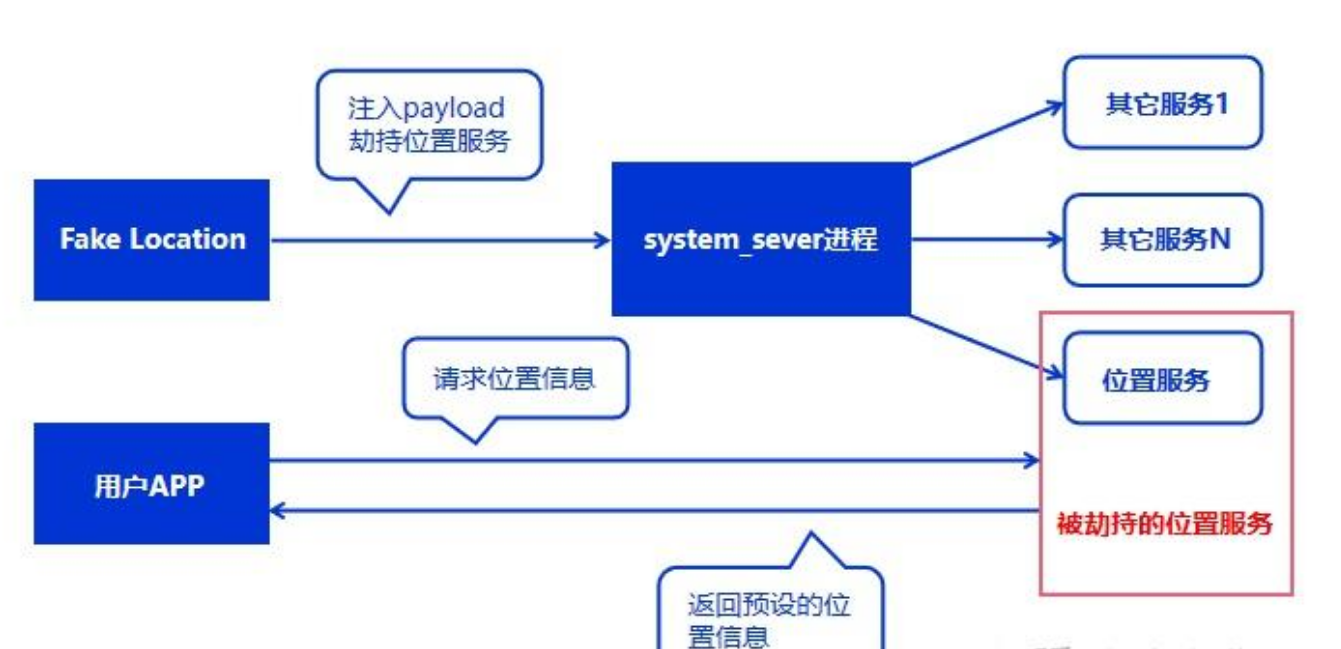 注入payload
劫持位置服务
其它服务1
Fake Location
system_sever进程
其它服务N
请求位置信息
位置服务
用户APP
被劫持的位置服务
返回预设的位
置信息